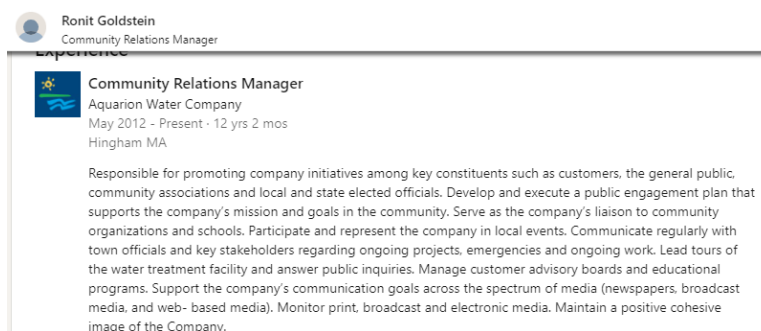 Ronit Goldstein
Community Relations Manager
Experience
Community Relations Manager
Aquarion Water Company
May 2012 - Present · 12 yrs 2 mos
Hingham MA
Responsible for promoting company initiatives among key constituents such as customers, the general public,
community associations and local and state elected officials. Develop and execute a public engagement plan that
supports the company's mission and goals in the community. Serve as the company's liaison to community
organizations and schools. Participate and represent the company in local events. Communicate regularly with
town officials and key stakeholders regarding ongoing projects, emergencies and ongoing work. Lead tours of
the water treatment facility and answer public inquiries. Manage customer advisory boards and educational
programs. Support the company's communication goals across the spectrum of media (newspapers, broadcast
media, and web- based media). Monitor print, broadcast and electronic media. Maintain a positive cohesive
image of the Company.